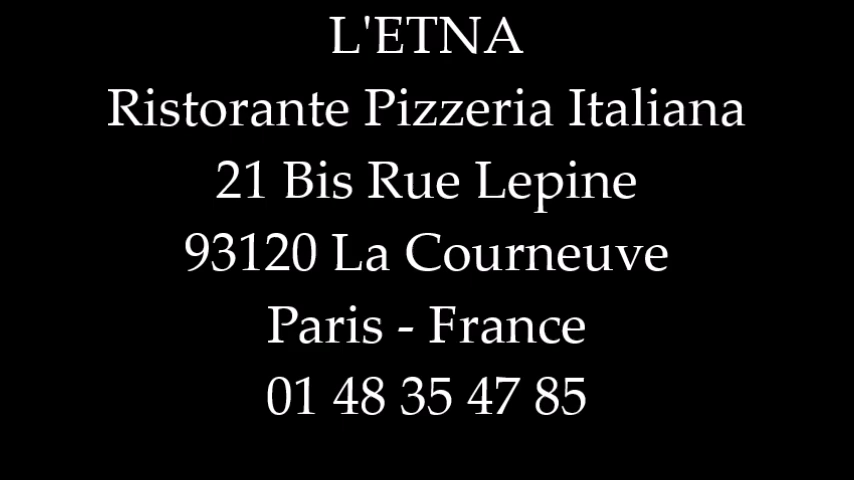 L'ETNA
Ristorante Pizzeria Italiana
21 Bis Rue Lepine
93120 La Courneuve
Paris - France
01 48 35 47 85